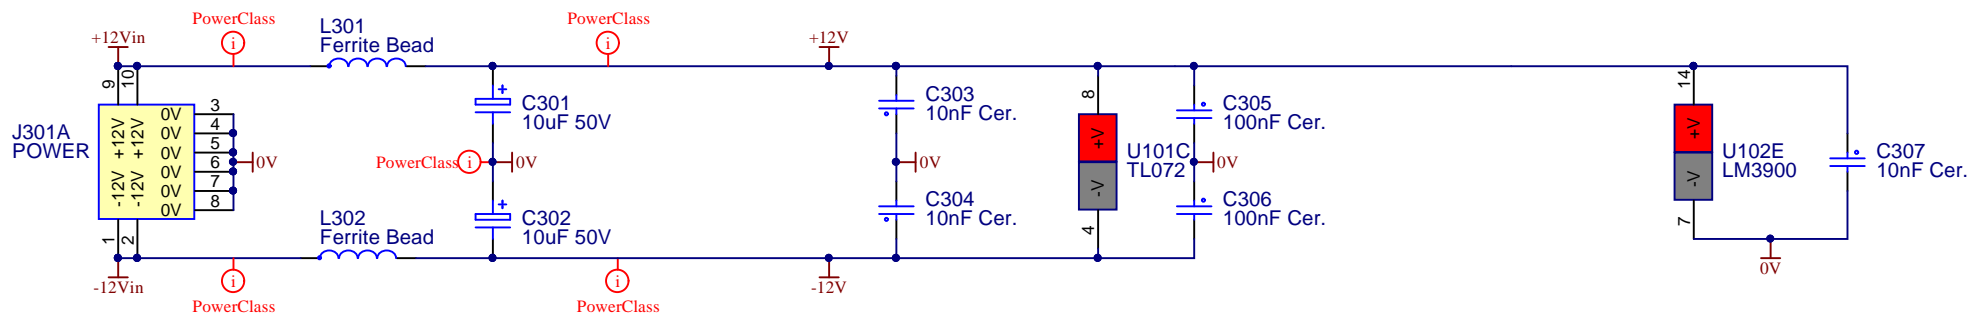 PowerClass
PowerClass
L301
Ferrite Bead
+12Vin
+12V
i
i
9
10
8
14
3
4
5
6
7
8
0V
0V
0V
0V
0V
0V
+12V
+12V
-12V
-12V
J301A
POWER
0V
C301
10uF 50V
PowerClass
i
0V
C303
10nF Cer.
0V
C304
10nF Cer.
+V
-V
U101C
TL072
C305
100nF Cer.
0V
C306
100nF Cer.
+V
-V
U102E
LM3900
C307
10nF Cer.
L302
Ferrite Bead
C302
10uF 50V
1
2
4
7
-12Vin
i
PowerClass
i
PowerClass
-12V
0V